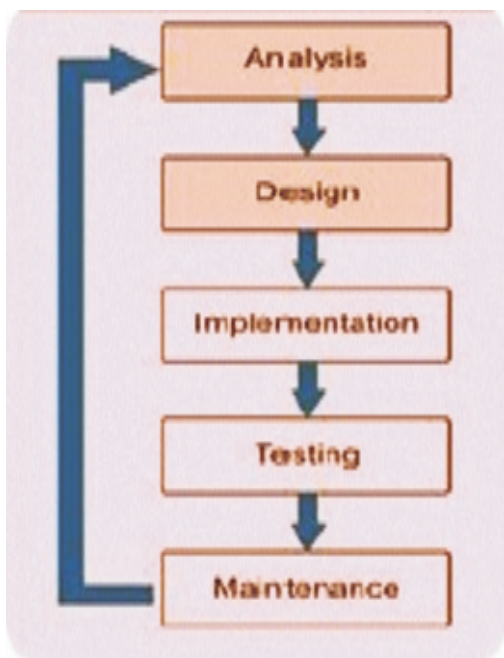 Analysis
Design
Implementation
Testing
Maintenance